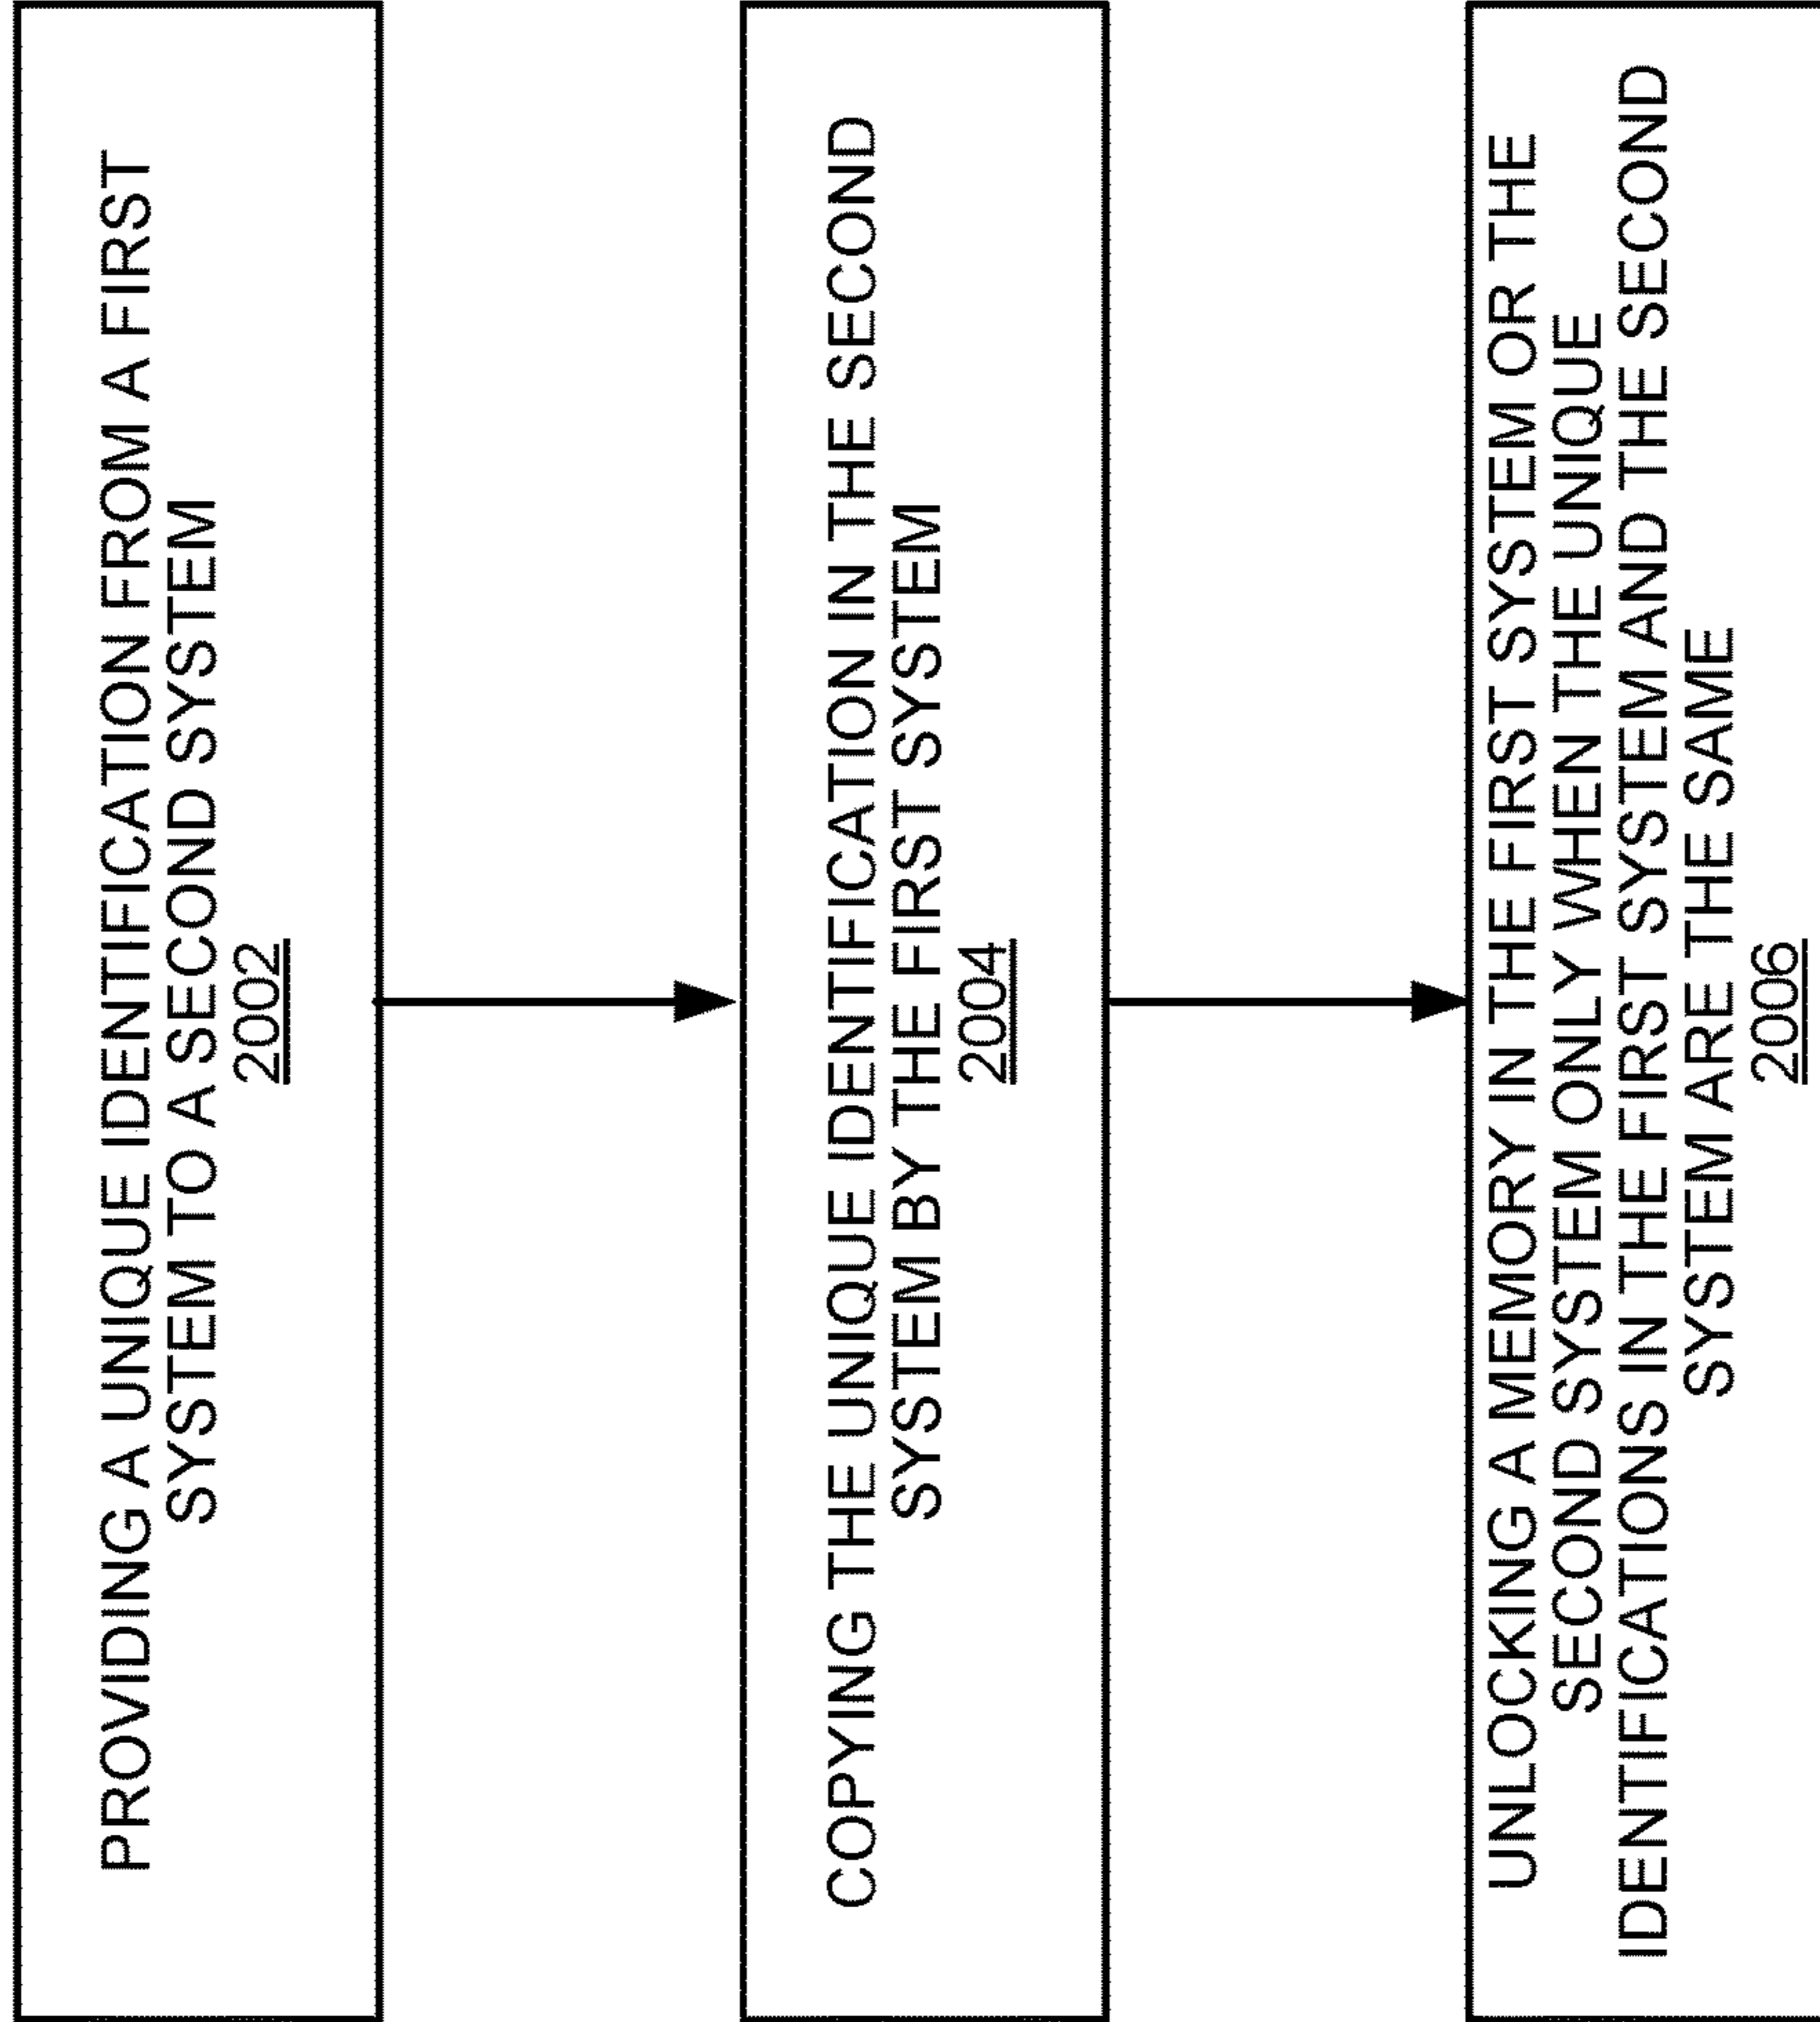 PROVIDING A UNIQUE IDENTIFICATION FROM A FIRST
SYSTEM TO A SECOND SYSTEM
2002
COPYING THE UNIQUE IDENTIFICATION IN THE SECOND
SYSTEM BY THE FIRST SYSTEM
2004
UNLOCKING A MEMORY IN THE FIRST SYSTEM OR THE
SECOND SYSTEM ONLY WHEN THE UNIQUE
IDENTIFICATIONS IN THE FIRST SYSTEM AND THE SECOND
SYSTEM ARE THE SAME
2006